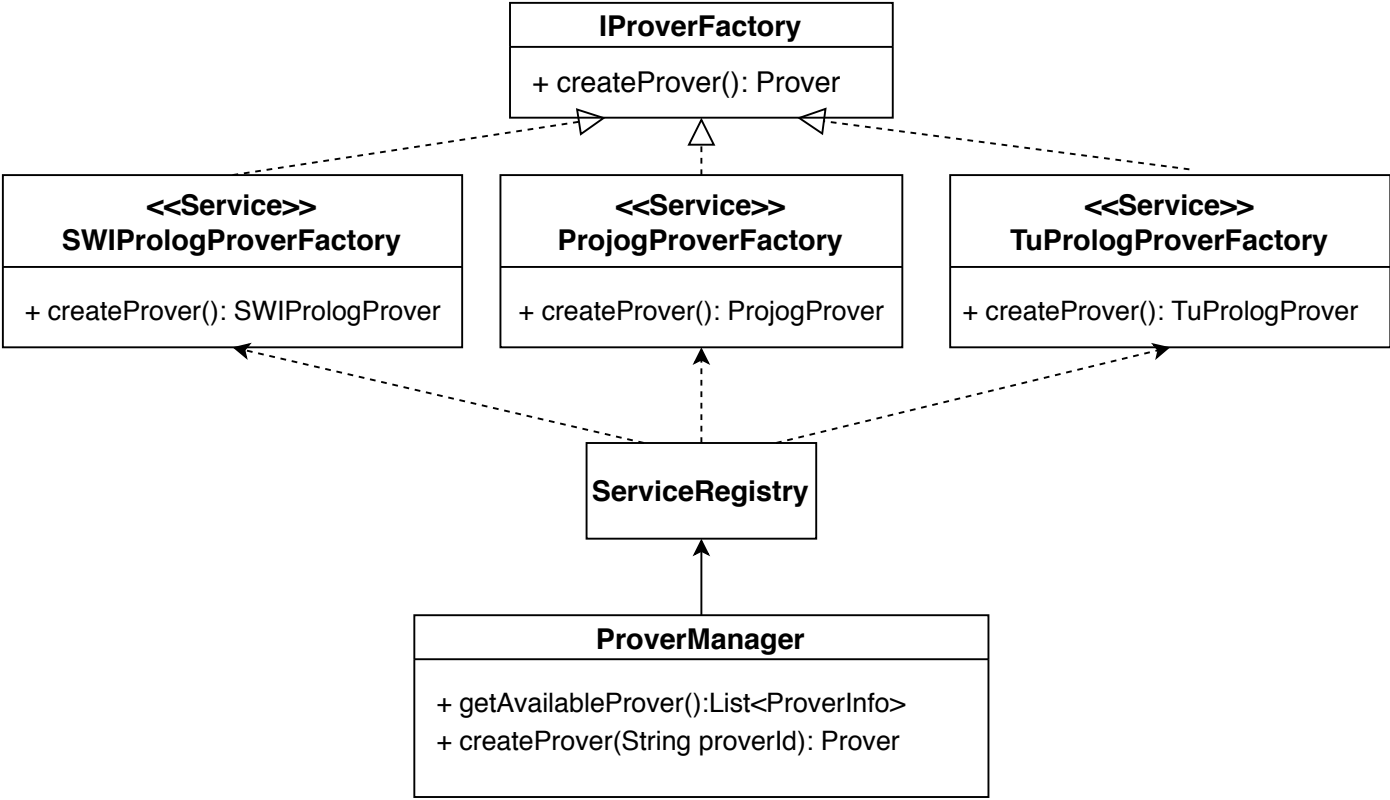 IProverFactory
+ createProver(): Prover
<<Service>>
SWIPrologProverFactory
+ createProver(): SWIPrologProver
<<Service>>
ProjogProverFactory
+ createProver(): ProjogProver
<<Service>>
TuPrologProverFactory
+ createProver(): TuPrologProver
ServiceRegistry
ProverManager
+ getAvailableProver():List<ProverInfo>
+ createProver(String proverId): Prover